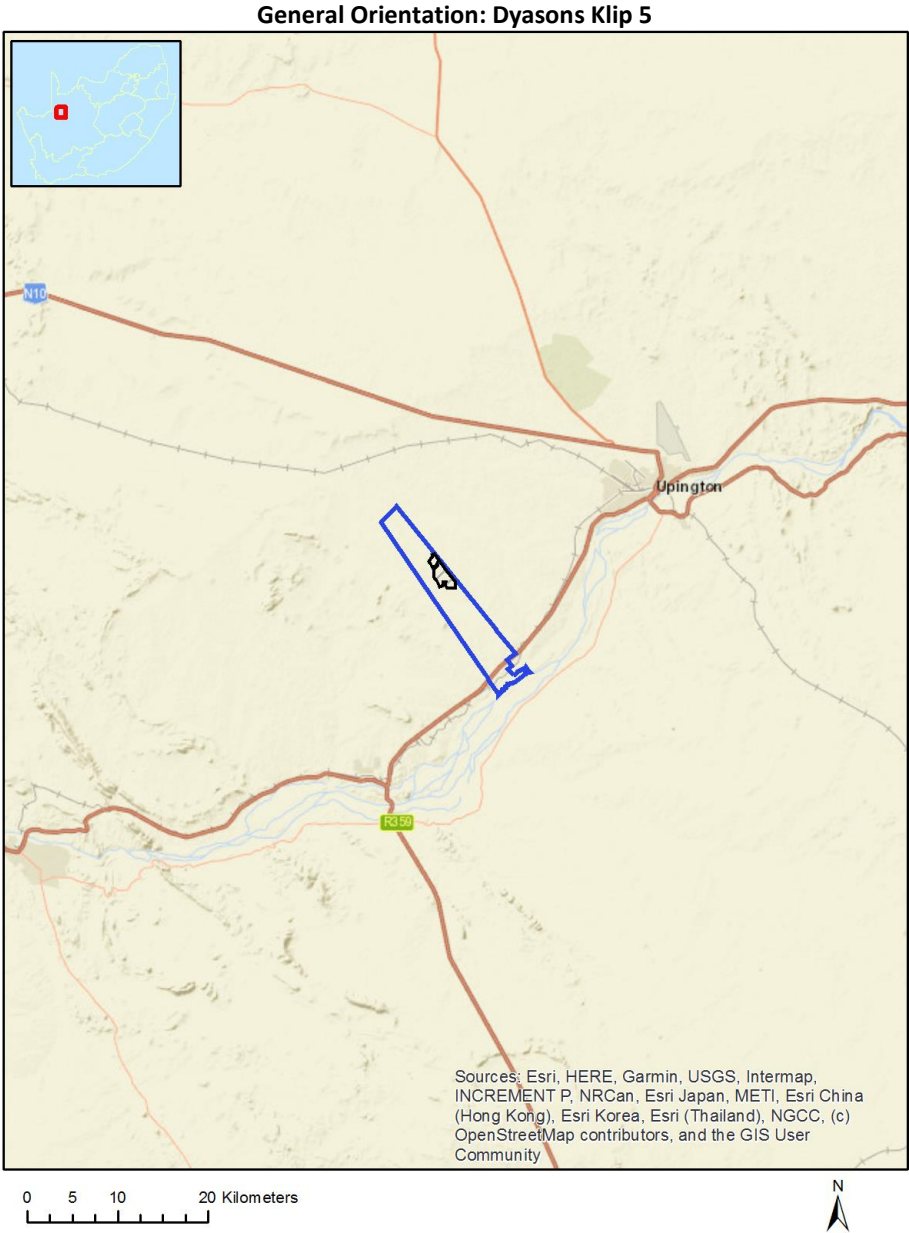 General Orientation: Dyasons Klip 5
N10
Upington
R359
Sources: Esri, HERE, Garmin, USGS, Intermap,
INCREMENT P, NRCan, Esri Japan, METI, Esri China
(Hong Kong), Esri Korea, Esri (Thailand), NGCC, (c)
OpenStreetMap contributors, and the GIS User
Community
0 5 10 20 Kilometers
N